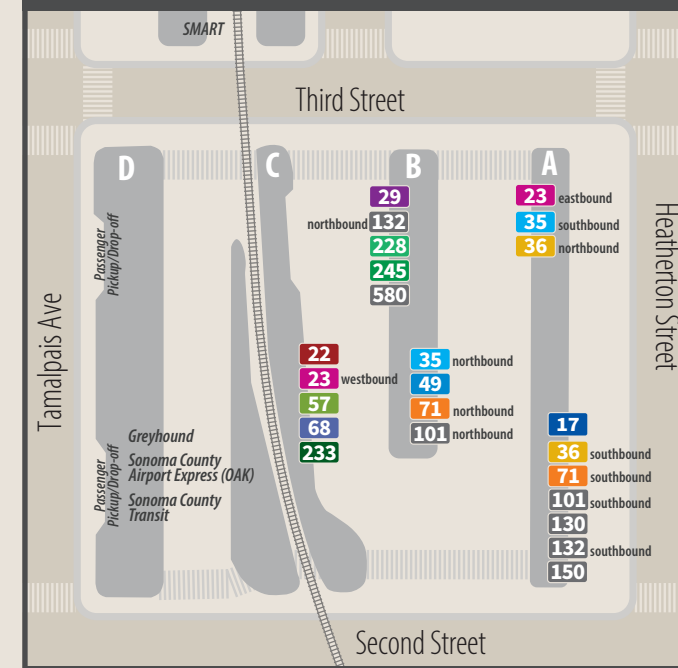 SMART
Third Street
D
C
B
A
29
northbound 132
228
245
580
23 eastbound
35 southbound
36 northbound
Passenger
Pickup/Drop-off
Tamalpais Ave
Heatherton Street
22
23 westbound
57
68
233
35 northbound
49
71 northbound
101 northbound
17
36 southbound
71 southbound
101 southbound
130
132 southbound
150
Greyhound
Sonoma County
Airport Express (OAK)
Sonoma County
Transit
Passenger
Pickup/Drop-off
Second Street